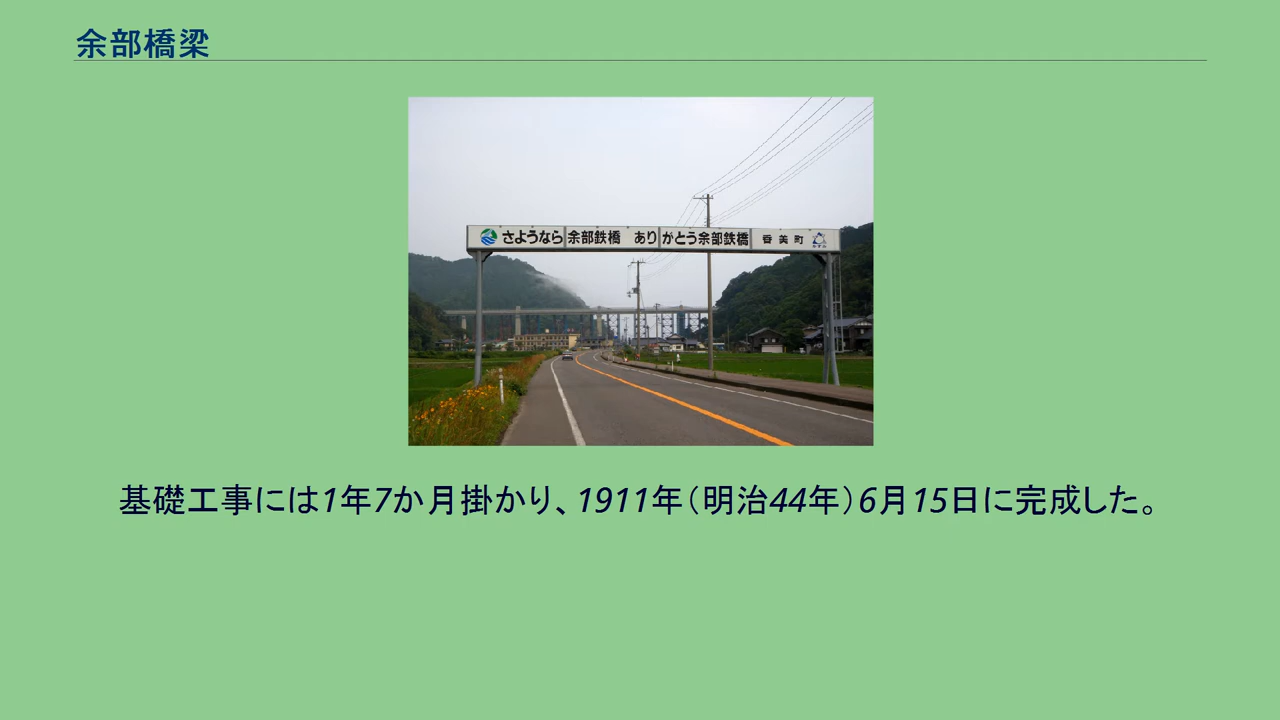 余部橋梁
さようなら余部鉄橋 ありがとう余部鉄橋 香美町
基礎工事には1年7か月掛かり、1911年（明治44年）6月15日に完成した。